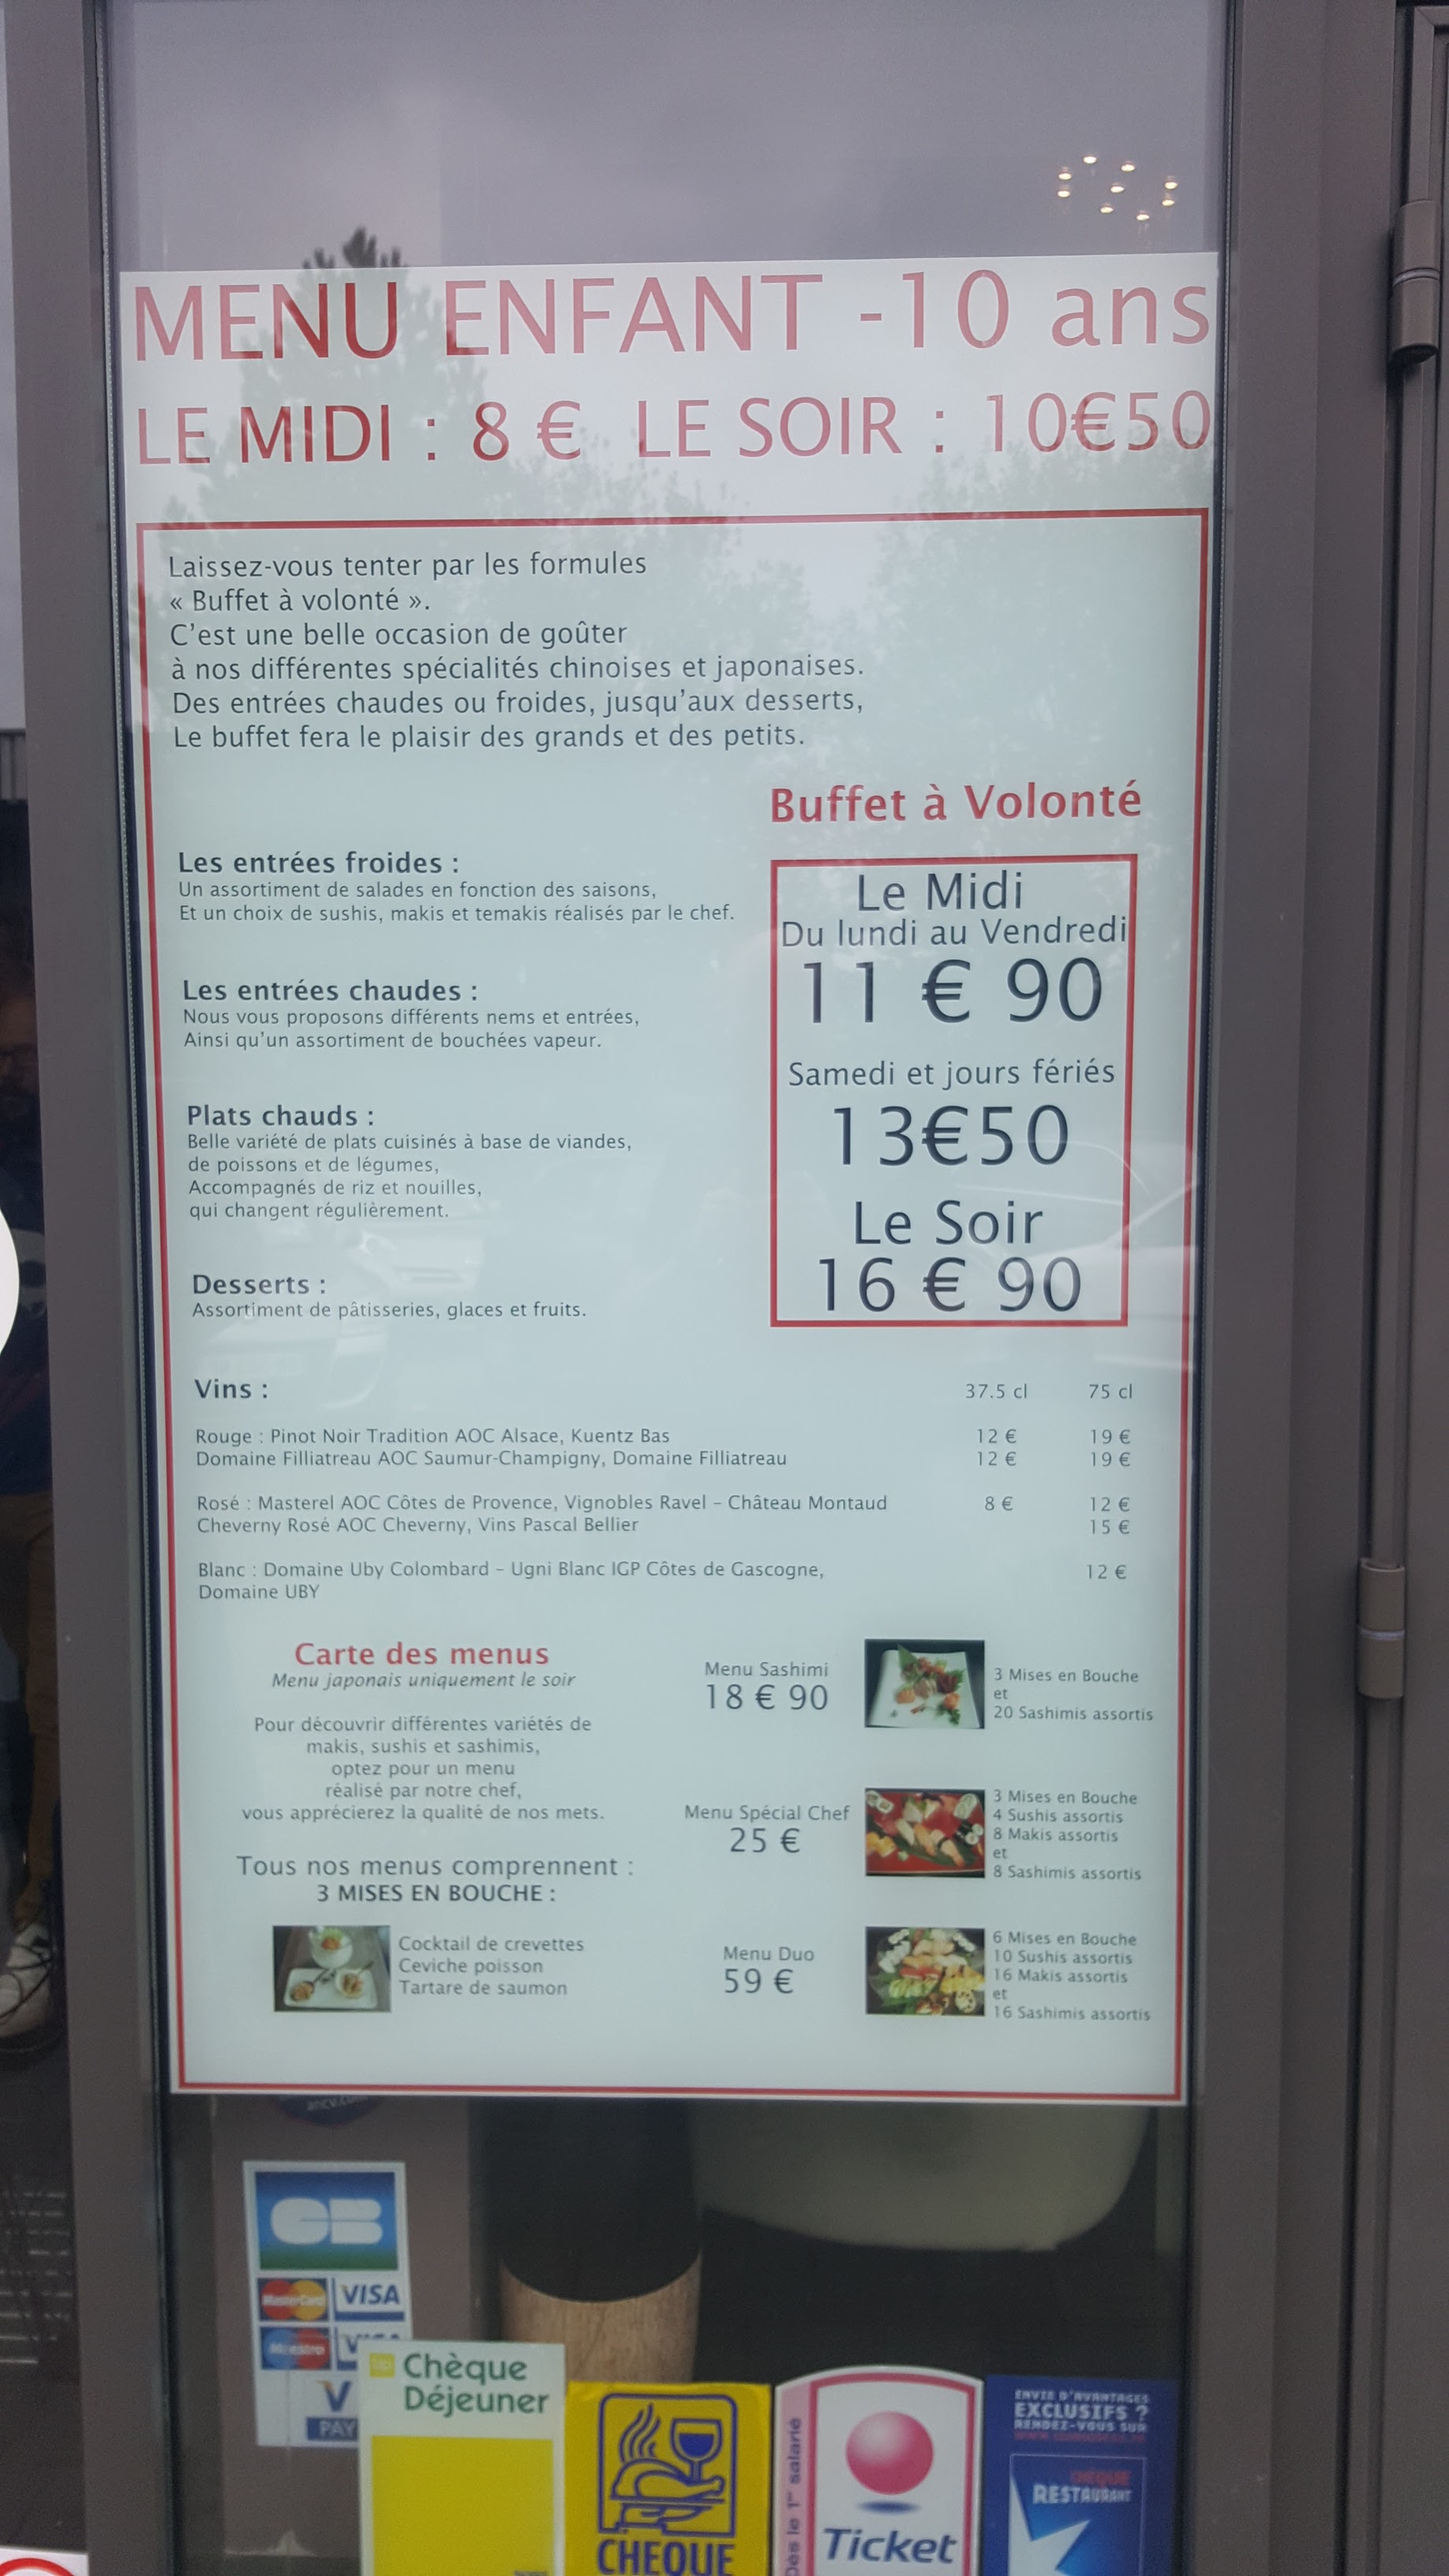 MENU ENFANT -10 ans
LE MIDI : 8 € LE SOIR : 10€50
Laissez-vous tenter par les formules
« Buffet à volonté ».
C'est une belle occasion de goûter
à nos différentes spécialités chinoises et japonaises.
Des entrées chaudes ou froides, jusqu'aux desserts,
Le buffet fera le plaisir des grands et des petits.
Buffet à Volonté
Le Midi
Du lundi au Vendredi
11 € 90
Samedi et jours fériés
13€50
Le Soir
16 € 90
Les entrées froides :
Un assortiment de salades en fonction des saisons,
Et un choix de sushis, makis et temakis réalisés par le chef.
Les entrées chaudes :
Nous vous proposons différents nems et entrées,
Ainsi qu'un assortiment de bouchées vapeur.
Plats chauds :
Belle variété de plats cuisinés à base de viandes,
de poissons et de légumes,
Accompagnés de riz et nouilles,
qui changent régulièrement.
Desserts :
Assortiment de pâtisseries, glaces et fruits.
Vins : 37.5 cl 75 cl
Rouge : Pinot Noir Tradition AOC Alsace, Kuentz Bas 12 € 19 €
Domaine Filliatreau AOC Saumur-Champigny, Domaine Filliatreau 12 € 19 €
Rosé : Masterel AOC Côtes de Provence, Vignobles Ravel – Château Montaud 8 € 12 €
Cheverny Rosé AOC Cheverny, Vins Pascal Bellier 15 €
Blanc : Domaine Uby Colombard – Ugni Blanc IGP Côtes de Gascogne, 12 €
Domaine UBY
Carte des menus
Menu japonais uniquement le soir
Pour découvrir différentes variétés de
makis, sushis et sashimis,
optez pour un menu
réalisé par notre chef,
vous apprécierez la qualité de nos mets.
Tous nos menus comprennent :
3 MISES EN BOUCHE :
Cocktail de crevettes
Ceviche poisson
Tartare de saumon
Menu Sashimi
18 € 90
3 Mises en Bouche
et
20 Sashimis assortis
Menu Spécial Chef
25 €
3 Mises en Bouche
4 Sushis assortis
8 Makis assortis
et
8 Sashimis assortis
Menu Duo
59 €
6 Mises en Bouche
10 Sushis assortis
16 Makis assortis
et
16 Sashimis assortis
CB
MasterCard VISA
Maestro
V
PAY
Chèque
Déjeuner
CHEQUE
Dès le 1er salarié
Ticket
ENVIE D'AVANTAGES
EXCLUSIFS ?
RENDEZ-VOUS SUR
CHEQUE
RESTAURANT